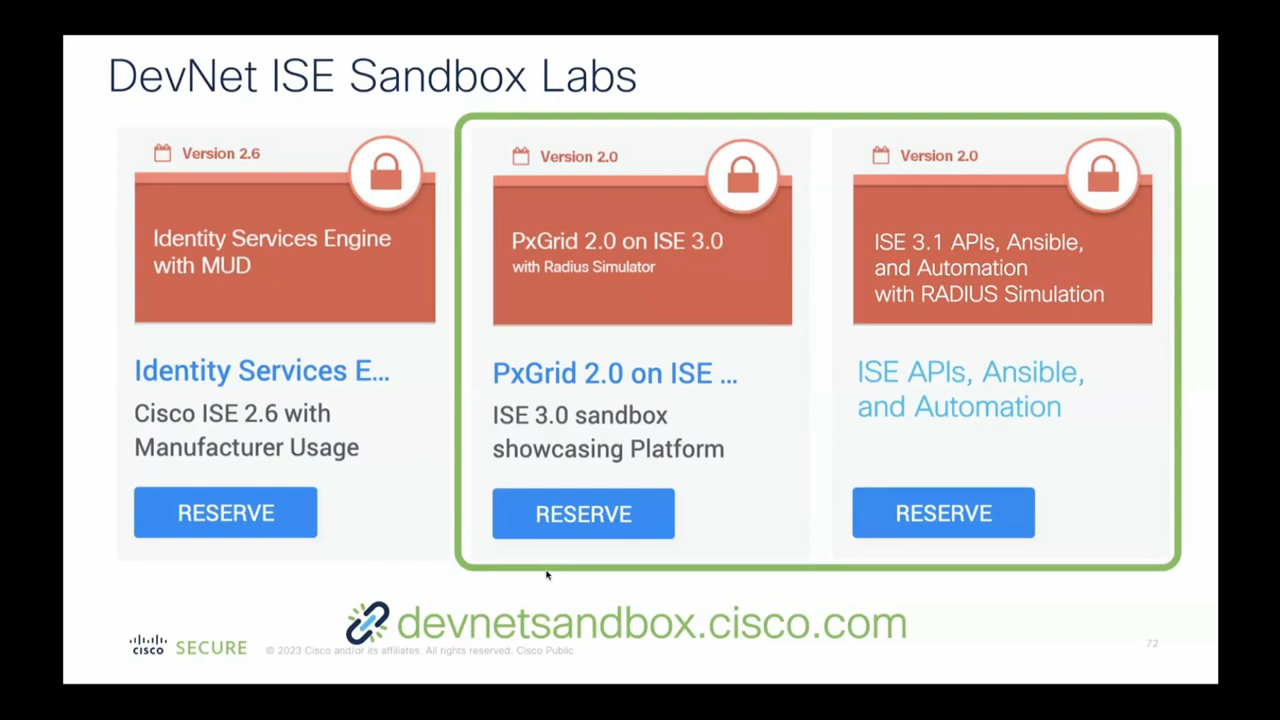 DevNet ISE Sandbox Labs
Version 2.6
Identity Services Engine
with MUD
Identity Services E...
Cisco ISE 2.6 with
Manufacturer Usage
RESERVE
Version 2.0
PxGrid 2.0 on ISE 3.0
with Radius Simulator
PxGrid 2.0 on ISE ...
ISE 3.0 sandbox
showcasing Platform
RESERVE
Version 2.0
ISE 3.1 APIs, Ansible,
and Automation
with RADIUS Simulation
ISE APIs, Ansible,
and Automation
RESERVE
devnetsandbox.cisco.com
cisco SECURE
© 2023 Cisco and/or its affiliates. All rights reserved. Cisco Public
72